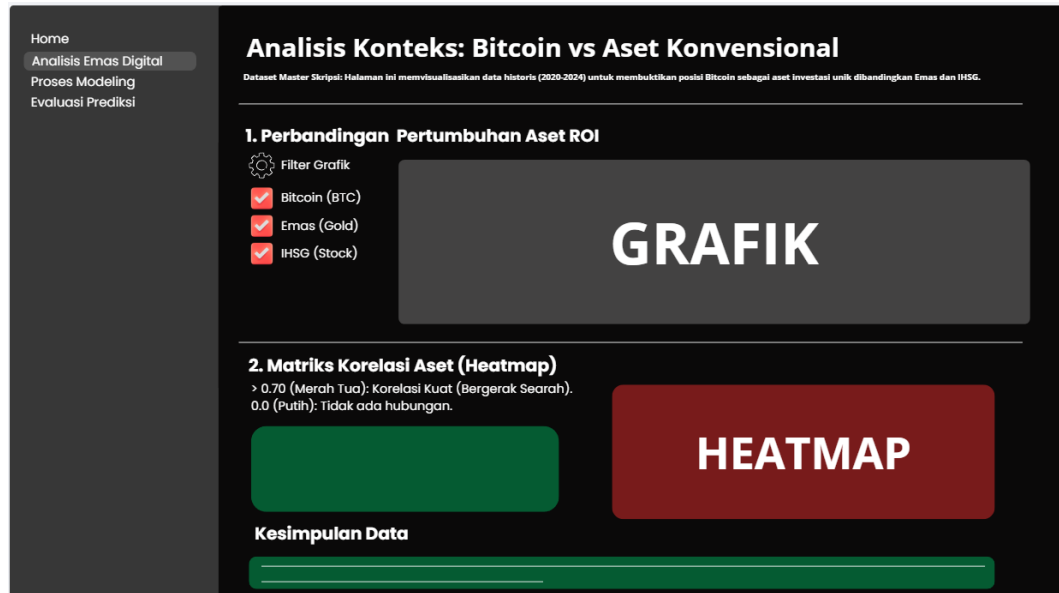 Home
Analisis Emas Digital
Proses Modeling
Evaluasi Prediksi
Analisis Konteks: Bitcoin vs Aset Konvensional
Dataset Master Skripsi: Halaman ini memvisualisasikan data historis (2020-2024) untuk membuktikan posisi Bitcoin sebagai aset investasi unik dibandingkan Emas dan IHSG.
1. Perbandingan Pertumbuhan Aset ROI
Filter Grafik
Bitcoin (BTC)
Emas (Gold)
IHSG (Stock)
GRAFIK
2. Matriks Korelasi Aset (Heatmap)
> 0.70 (Merah Tua): Korelasi Kuat (Bergerak Searah).
0.0 (Putih): Tidak ada hubungan.
HEATMAP
Kesimpulan Data